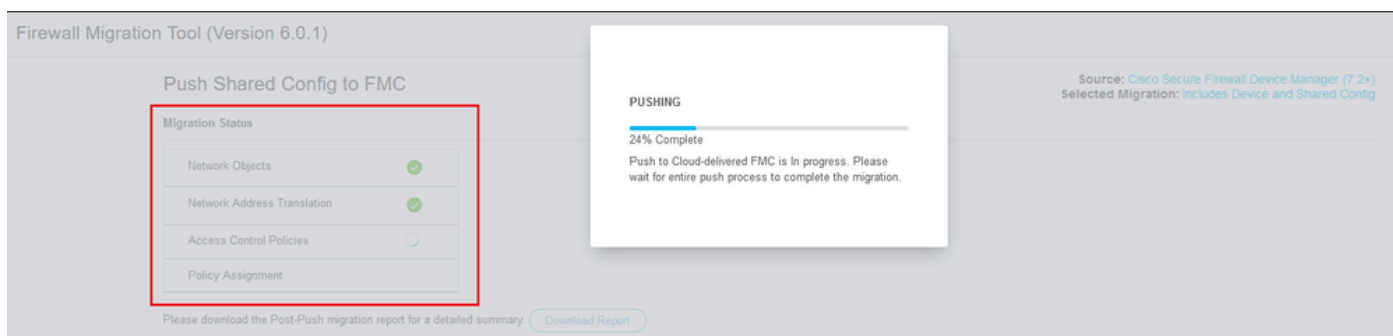 Firewall Migration Tool (Version 6.0.1)
Push Shared Config to FMC
Source: Cisco Secure Firewall Device Manager (7.2+)
Selected Migration: Includes Device and Shared Config
Migration Status
Network Objects
Network Address Translation
Access Control Policies
Policy Assignment
Please download the Post-Push migration report for a detailed summary.
Download Report
PUSHING
24% Complete
Push to Cloud-delivered FMC is In progress. Please
wait for entire push process to complete the migration.